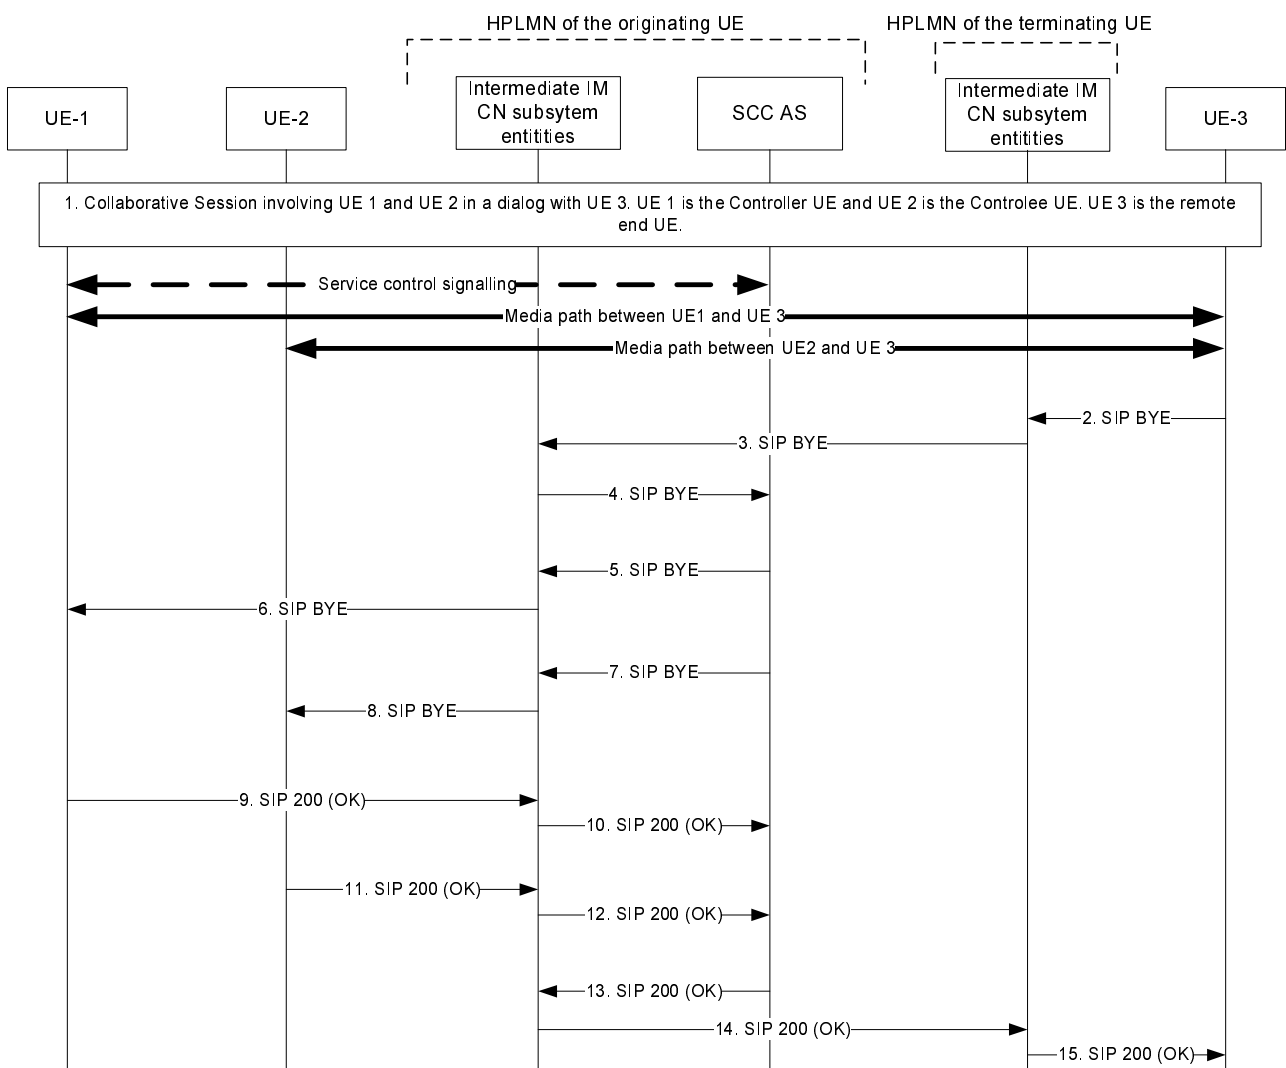 HPLMN of the originating UE
HPLMN of the terminating UE
UE-1
UE-2
Intermediate IM
CN subsytem
entitities
SCC AS
Intermediate IM
CN subsytem
entitities
UE-3
1. Collaborative Session involving UE 1 and UE 2 in a dialog with UE 3. UE 1 is the Controller UE and UE 2 is the Controlee UE. UE 3 is the remote
end UE.
Service control signalling
Media path between UE1 and UE 3
Media path between UE2 and UE 3
2. SIP BYE
3. SIP BYE
4. SIP BYE
5. SIP BYE
6. SIP BYE
7. SIP BYE
8. SIP BYE
9. SIP 200 (OK)
10. SIP 200 (OK)
11. SIP 200 (OK)
12. SIP 200 (OK)
13. SIP 200 (OK)
14. SIP 200 (OK)
15. SIP 200 (OK)